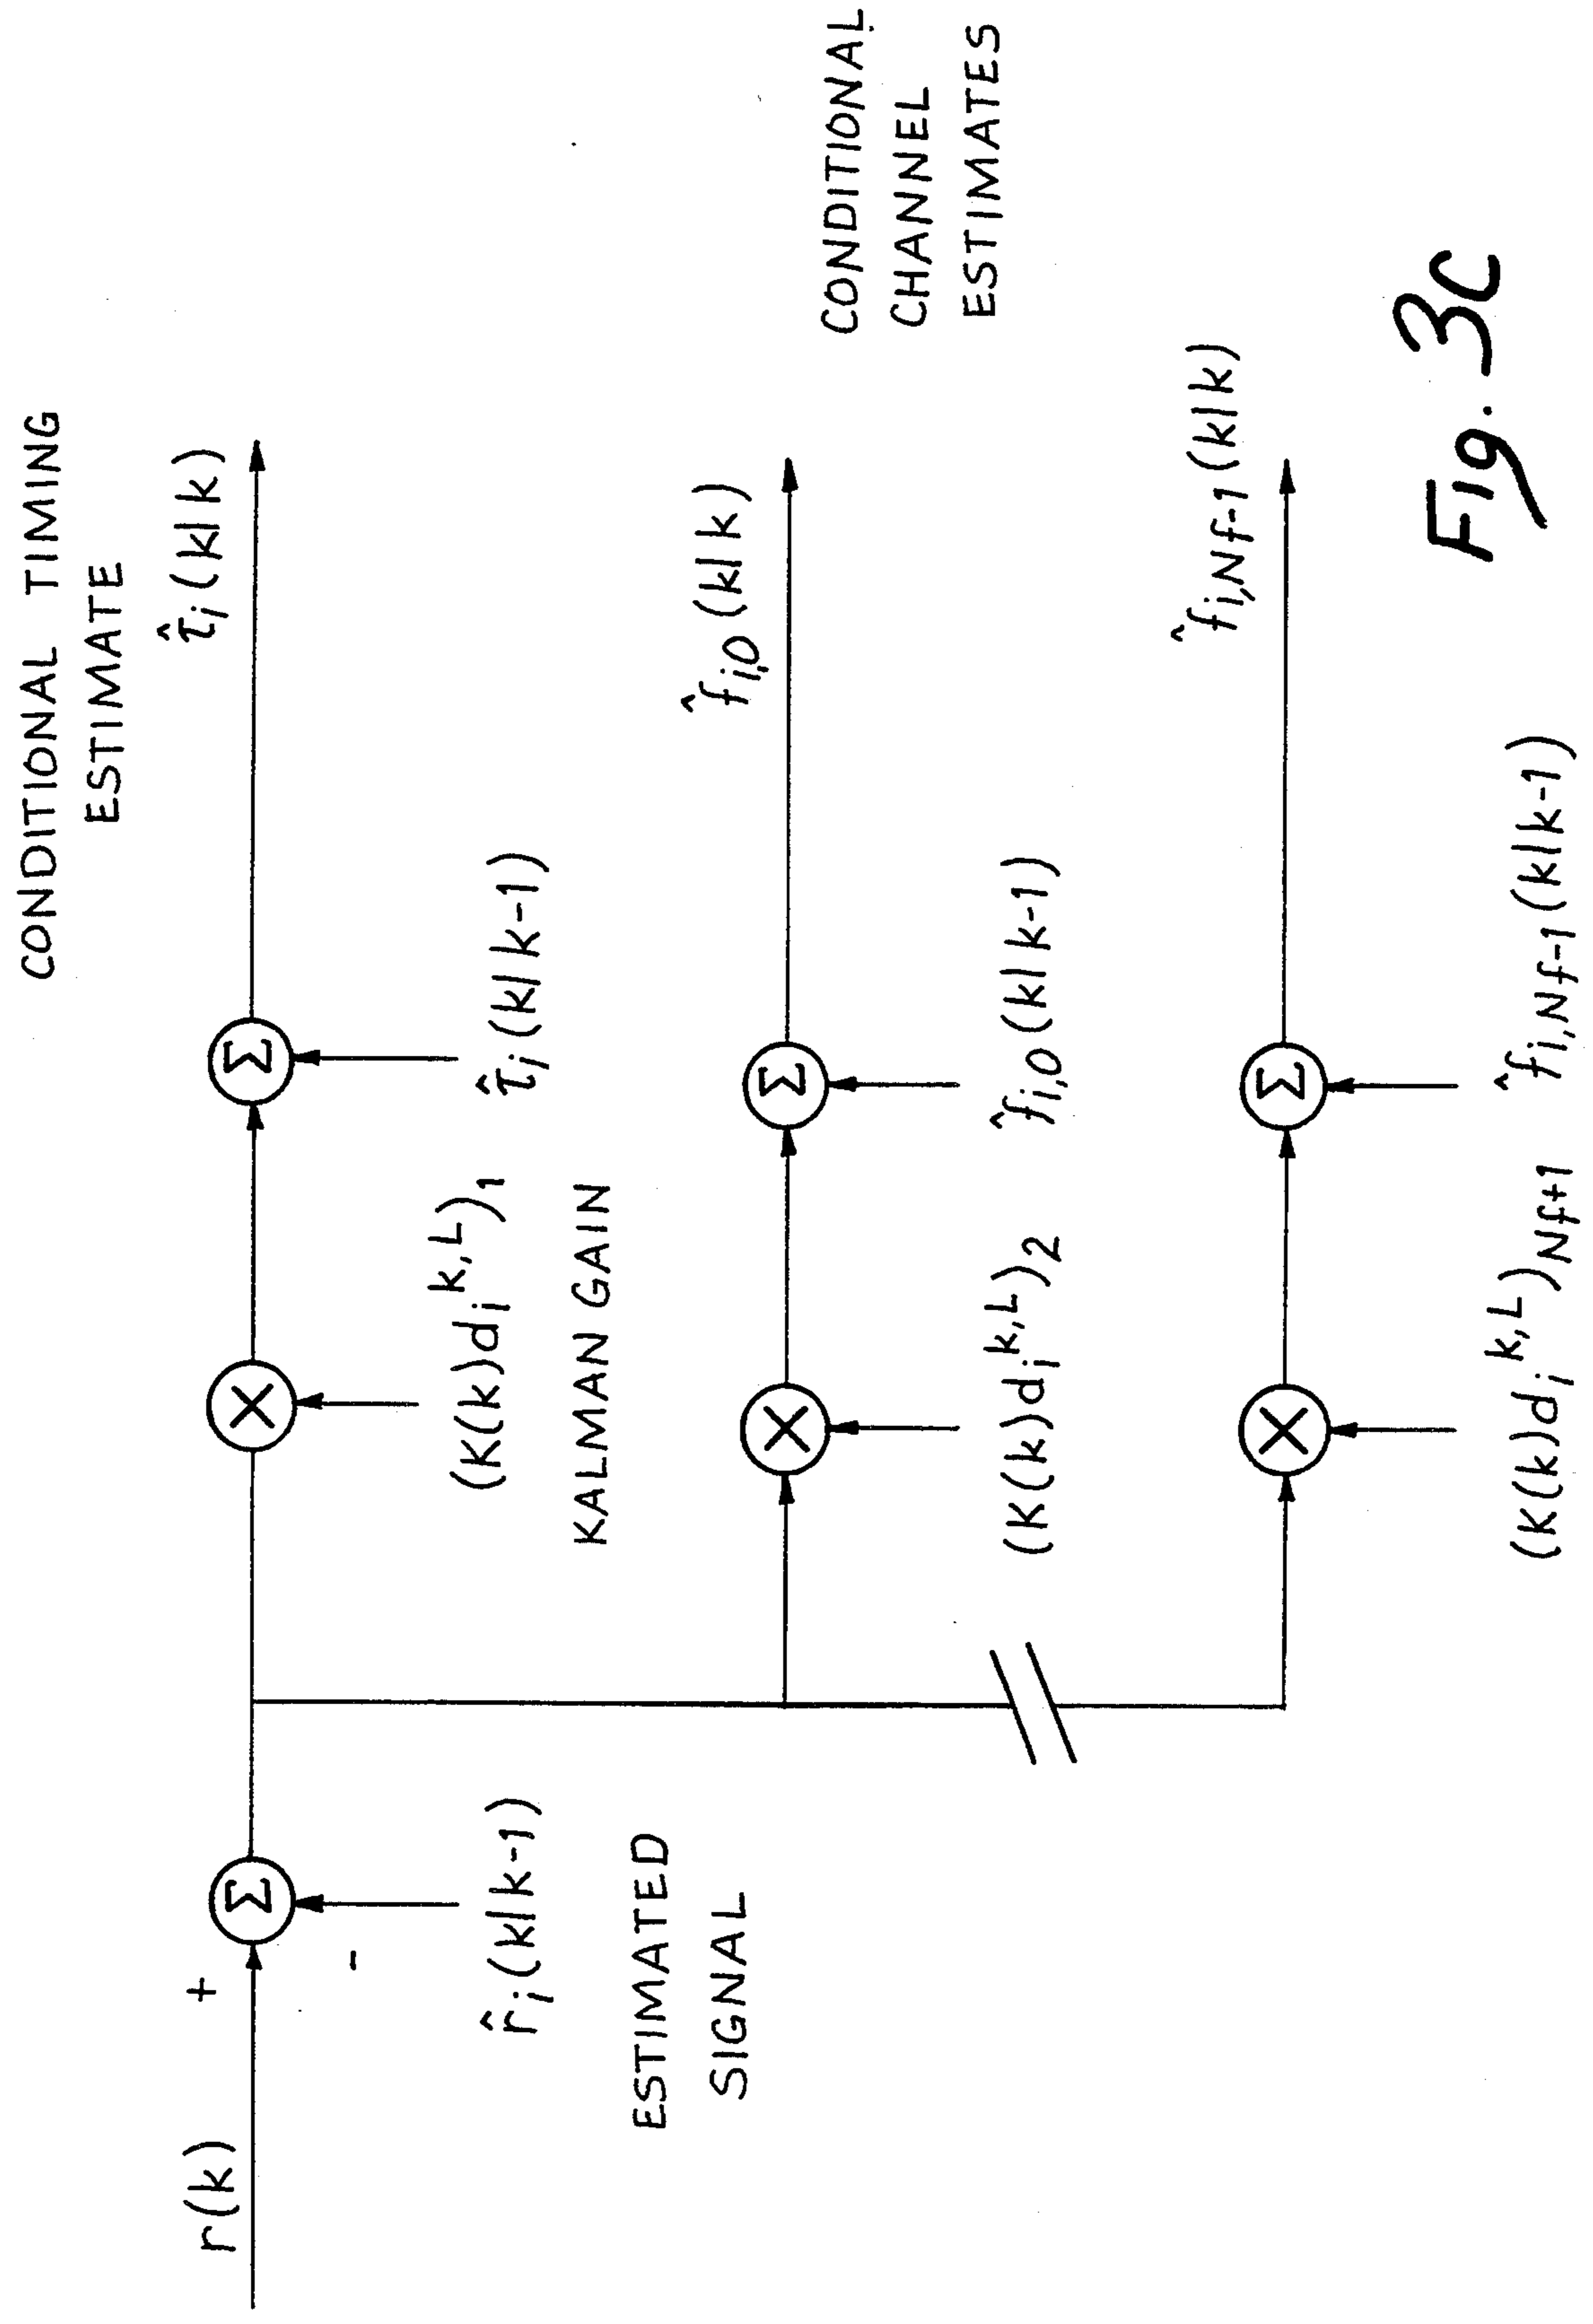 CONDITIONAL TIMING
ESTIMATE
r(k)
+
-
Σ
r̂i(k|k-1)
ESTIMATED
SIGNAL
×
(K(k)di^k,L)1
KALMAN GAIN
Σ
τ̂i(k|k-1)
τ̂i(k|k)
×
(K(k)di^k,L)2
Σ
f̂i,0(k|k-1)
f̂i,0(k|k)
CONDITIONAL
CHANNEL
ESTIMATES
×
(K(k)di^k,L)Nf+1
Σ
f̂i,Nf-1(k|k-1)
f̂i,Nf-1(k|k)
Fig. 3C